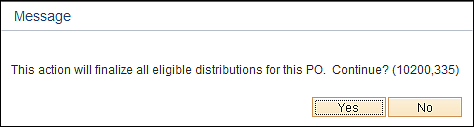 Message
This action will finalize all eligible distributions for this PO.  Continue? (10200,335)
Yes No